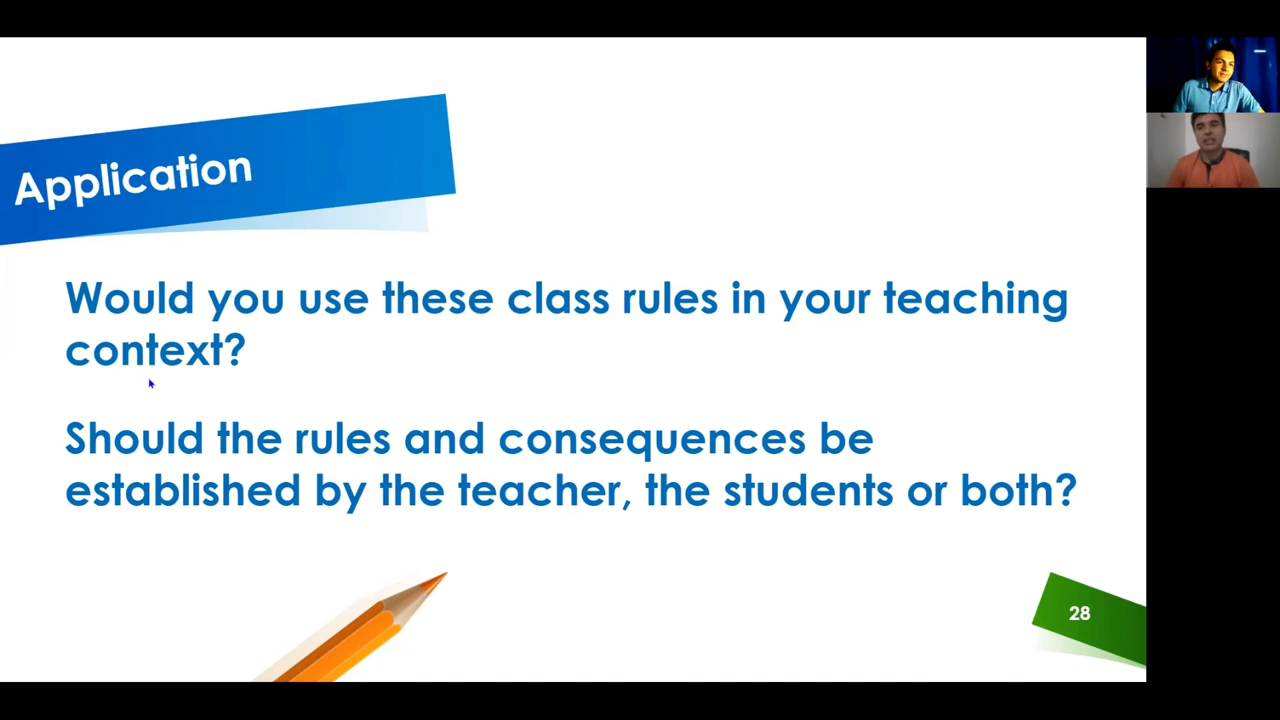 Application
Would you use these class rules in your teaching
context?
Should the rules and consequences be
established by the teacher, the students or both?
28